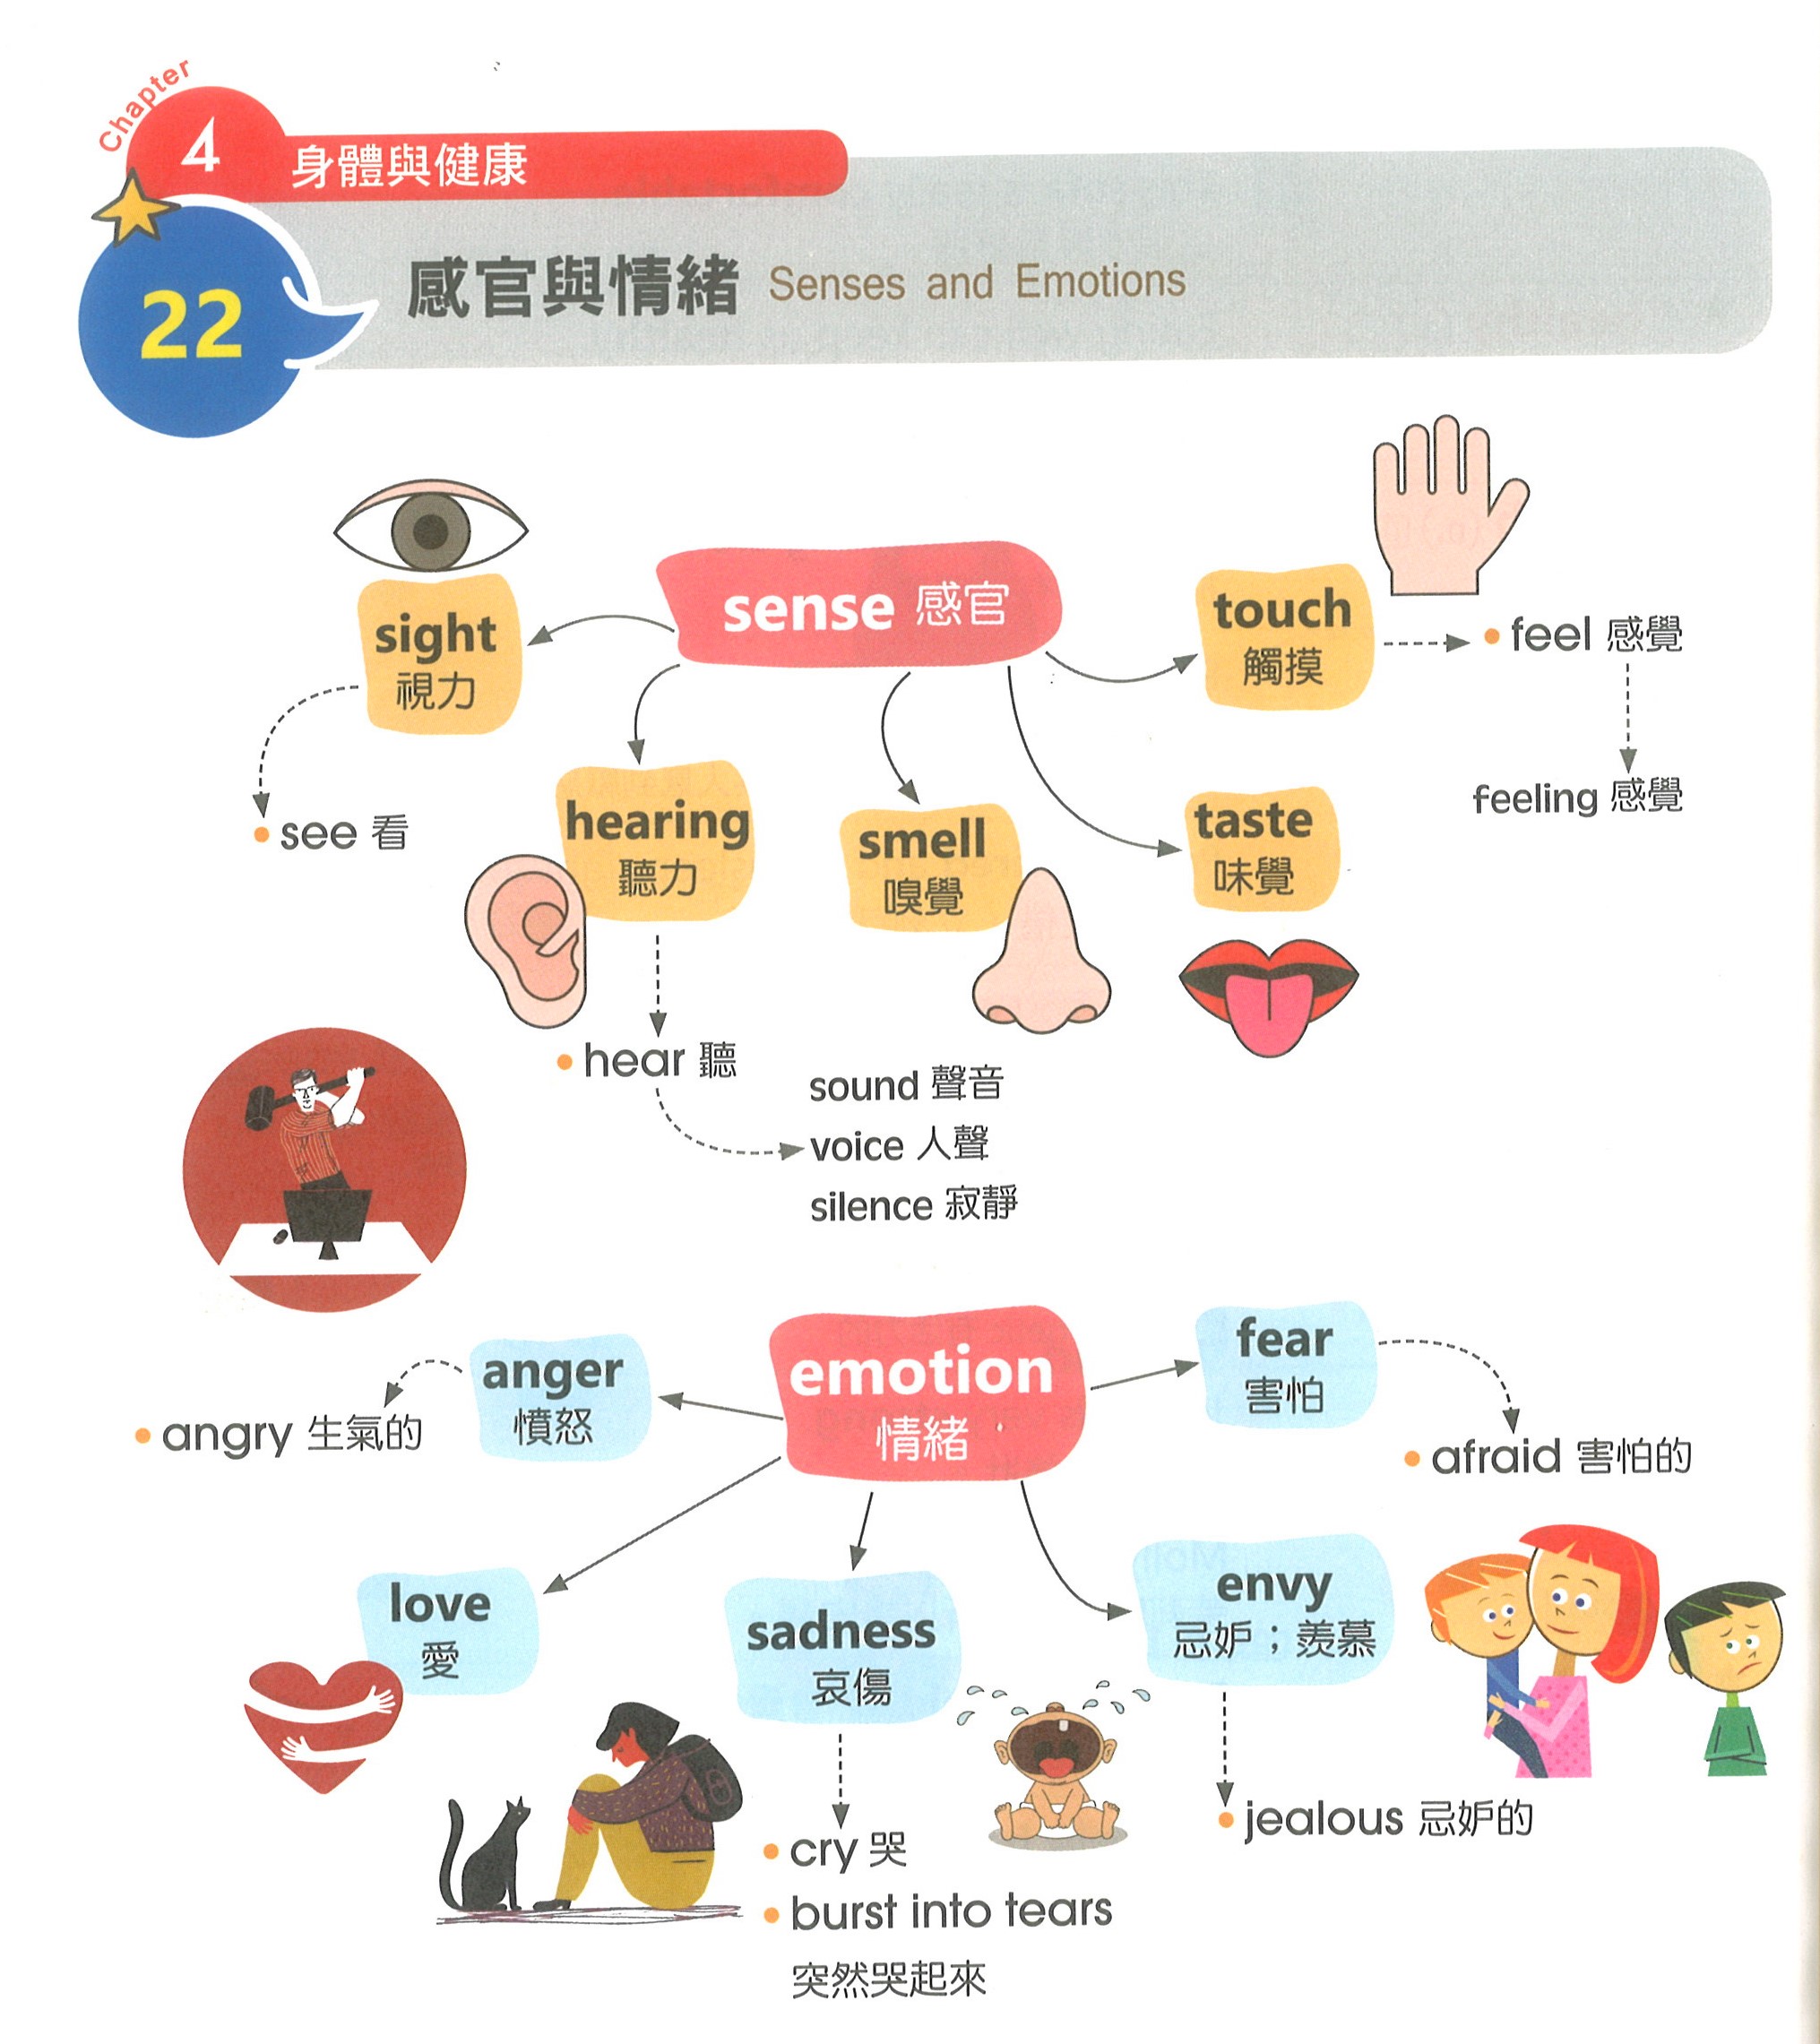 Chapter
4 身體與健康
22
感官與情緒 Senses and Emotions
sense 感官
sight
視力
see 看
hearing
聽力
hear 聽
sound 聲音
voice 人聲
silence 寂靜
smell
嗅覺
taste
味覺
touch
觸摸
feel 感覺
feeling 感覺
emotion
情緒
anger
憤怒
angry 生氣的
love
愛
sadness
哀傷
cry 哭
burst into tears
突然哭起來
envy
忌妒；羨慕
jealous 忌妒的
fear
害怕
afraid 害怕的